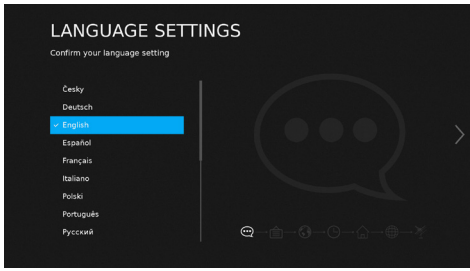 LANGUAGE SETTINGS
Confirm your language setting
Česky
Deutsch
English
Español
Français
Italiano
Polski
Português
Русский